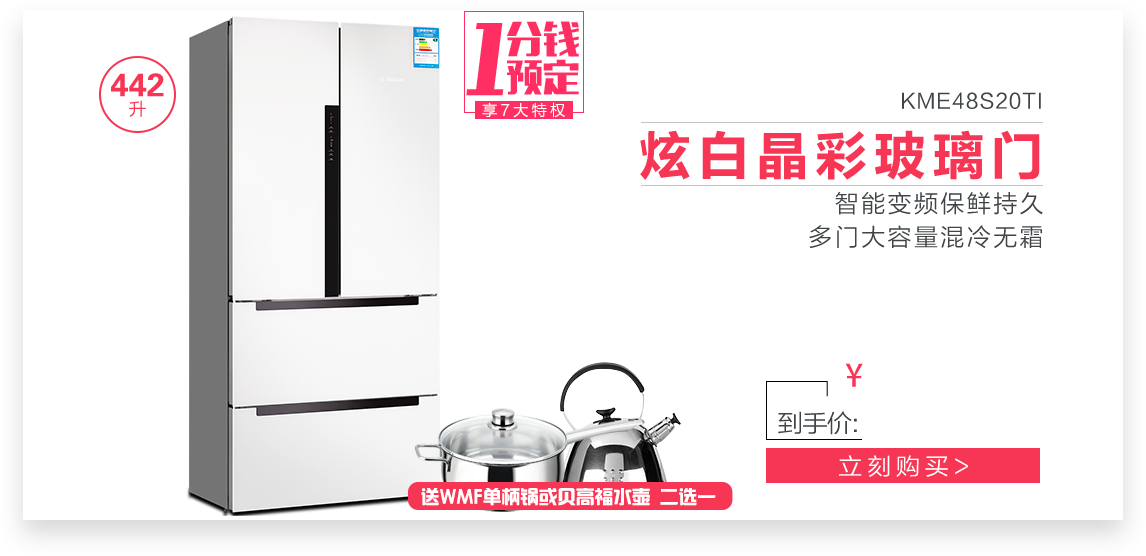 442
升
1分钱
预定
享7大特权
KME48S20TI
炫白晶彩玻璃门
智能变频保鲜持久
多门大容量混冷无霜
¥
到手价:
立刻购买>
送WMF单柄锅或贝高福水壶 二选一